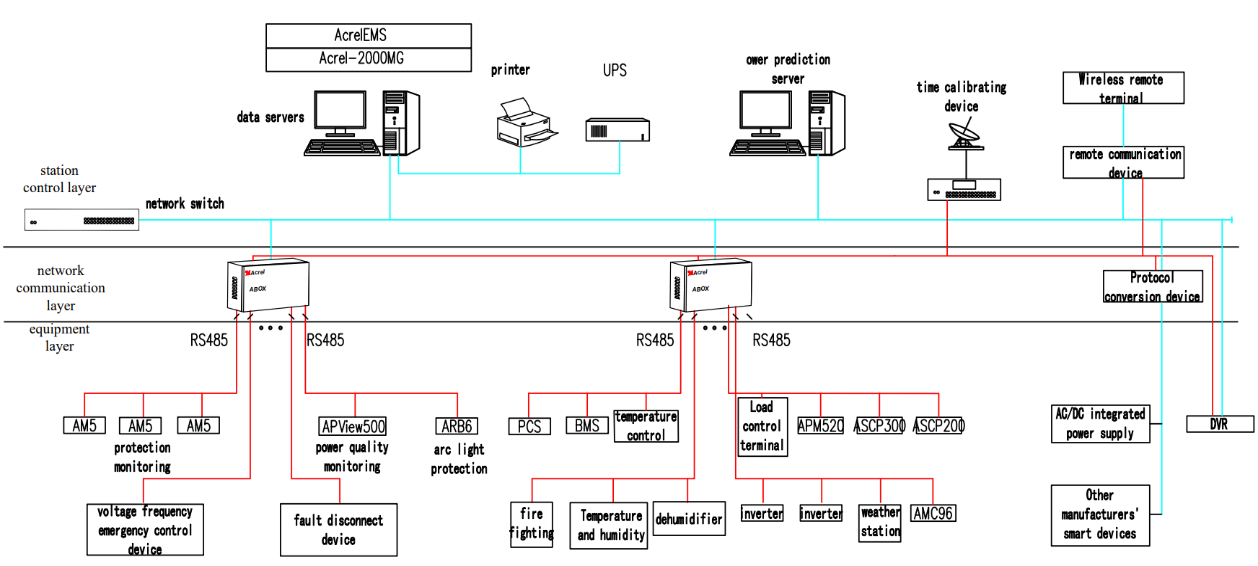 AcrelEMS
Acrel-2000MG
printer
UPS
ower prediction
server
time calibrating
device
Wireless remote
terminal
data servers
remote communication
device
station
control layer
network switch
network
communication
layer
Acrel
ABOX
Acrel
ABOX
Protocol
conversion device
equipment
layer
RS485
RS485
RS485
RS485
AM5
AM5
AM5
protection
monitoring
APView500
power quality
monitoring
ARB6
arc light
protection
PCS
BMS
temperature
control
Load
control
terminal
APM520
ASCP300
ASCP200
AC/DC integrated
power supply
DVR
voltage frequency
emergency control
device
fault disconnect
device
fire
fighting
Temperature
and humidity
dehumidifier
inverter
inverter
weather
station
AMC96
Other
manufacturers'
smart devices